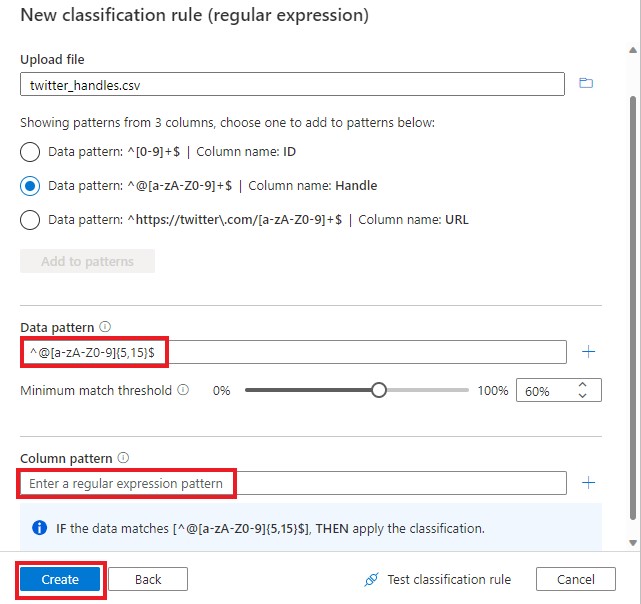 New classification rule (regular expression)
Upload file
twitter_handles.csv
Showing patterns from 3 columns, choose one to add to patterns below:
Data pattern: ^[0-9]+$ | Column name: ID
Data pattern: ^@[a-zA-Z0-9]+$ | Column name: Handle
Data pattern: ^https://twitter\.com/[a-zA-Z0-9]+$ | Column name: URL
Add to patterns
Data pattern
^@[a-zA-Z0-9]{5,15}$
Minimum match threshold 0% 100% 60%
Column pattern
Enter a regular expression pattern
IF the data matches [^@[a-zA-Z0-9]{5,15}$], THEN apply the classification.
Create Back Test classification rule Cancel